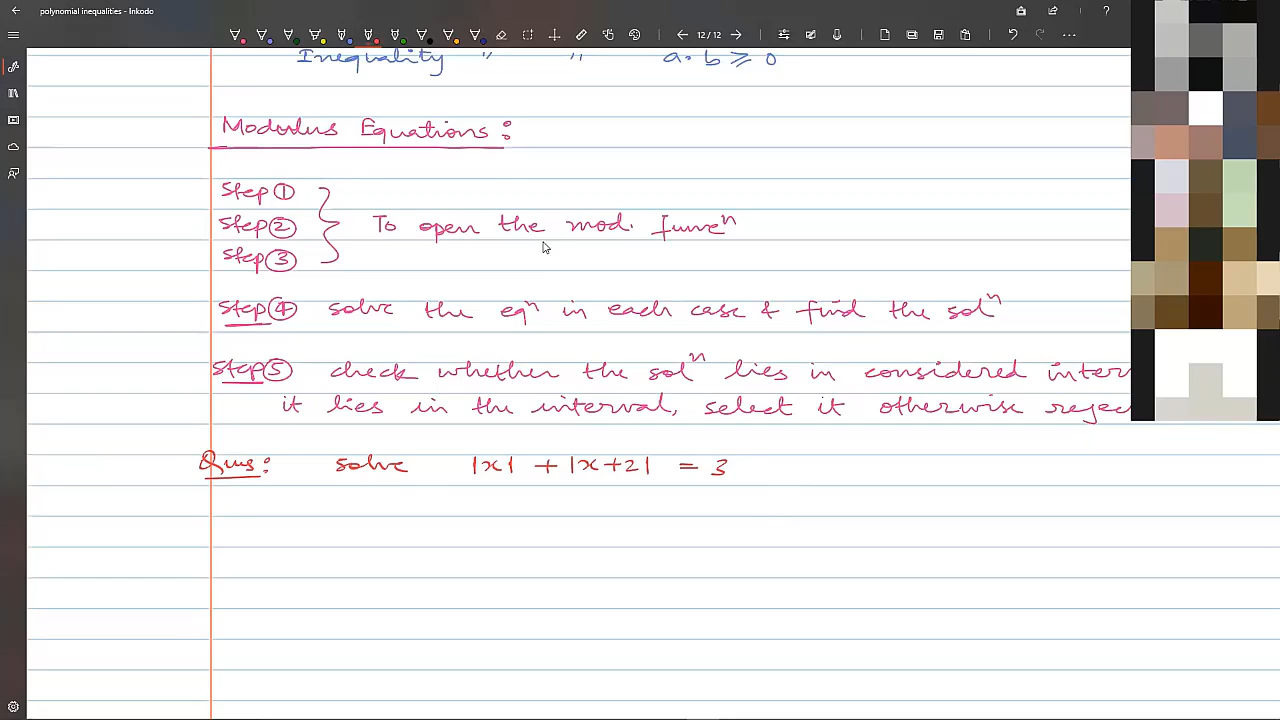 polynomial inequalities - Inkodo
12/12
Inequality " " a·b ⩾ 0
Modulus Equations:
Step ①
Step ② To open the mod. funcⁿ
Step ③
Step ④ solve the eqⁿ in each case & find the solⁿ
Step ⑤ check whether the solⁿ lies in considered inter
it lies in the interval, select it otherwise rejec
Ques: solve |x| + |x+2| = 3